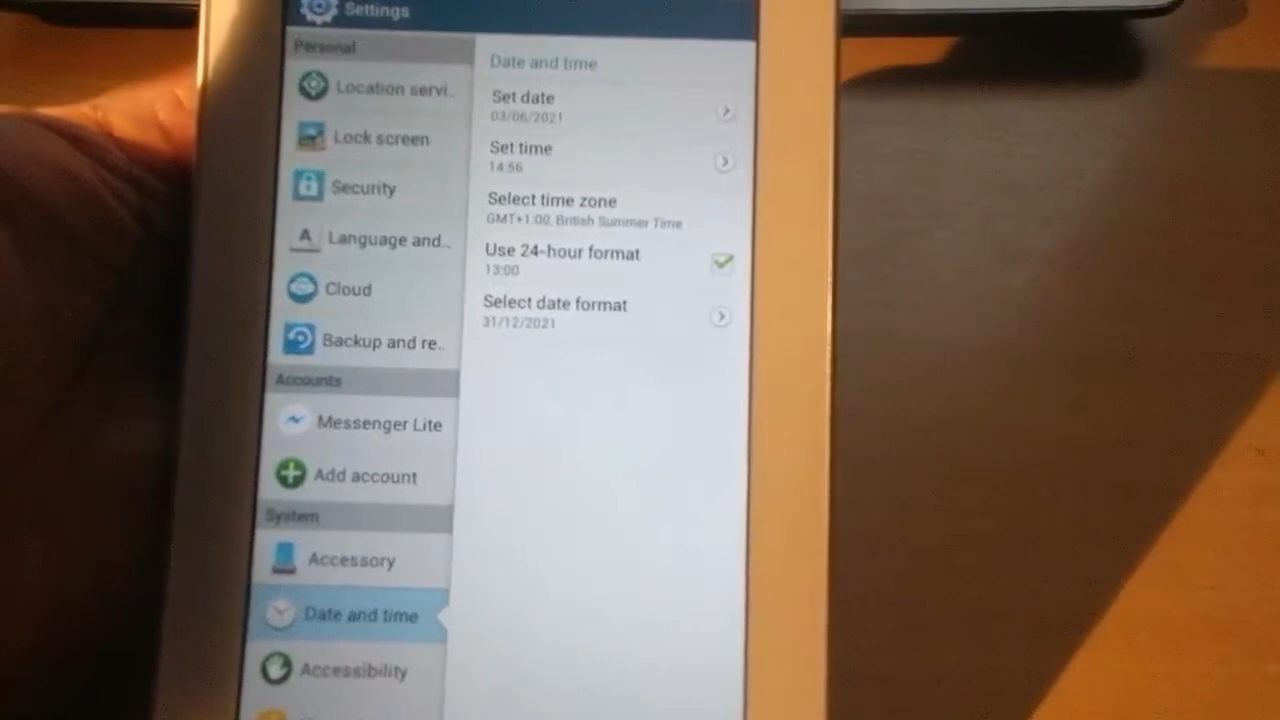 Settings
Personal
Location servi..
Lock screen
Security
Language and..
Cloud
Backup and re..
Accounts
Messenger Lite
Add account
System
Accessory
Date and time
Accessibility
Date and time
Set date
03/06/2021
Set time
14:56
Select time zone
GMT+1:00, British Summer Time
Use 24-hour format
13:00
Select date format
31/12/2021